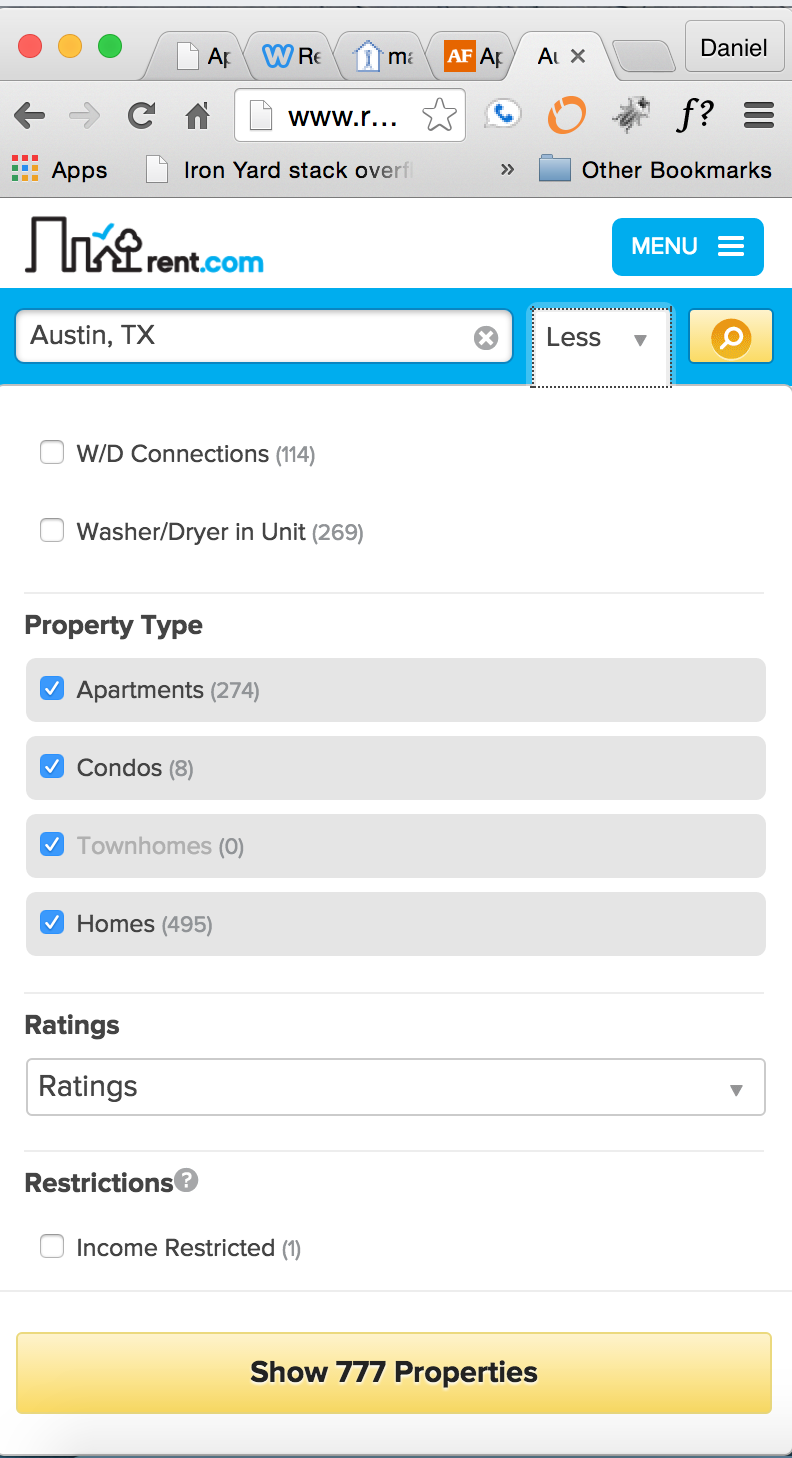 Ap Re ma AF Ap Au Daniel
www.r...
Apps Iron Yard stack overfl » Other Bookmarks
rent.com MENU
Austin, TX Less
W/D Connections (114)
Washer/Dryer in Unit (269)
Property Type
Apartments (274)
Condos (8)
Townhomes (0)
Homes (495)
Ratings
Ratings
Restrictions?
Income Restricted (1)
Show 777 Properties